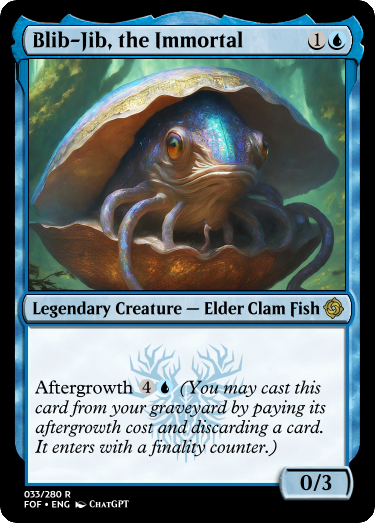 Blib-Jib, the Immortal 1
Legendary Creature — Elder Clam Fish
Aftergrowth 4 (You may cast this
card from your graveyard by paying its
aftergrowth cost and discarding a card.
It enters with a finality counter.)
0/3
033/280 R
FOF • ENG ChatGPT